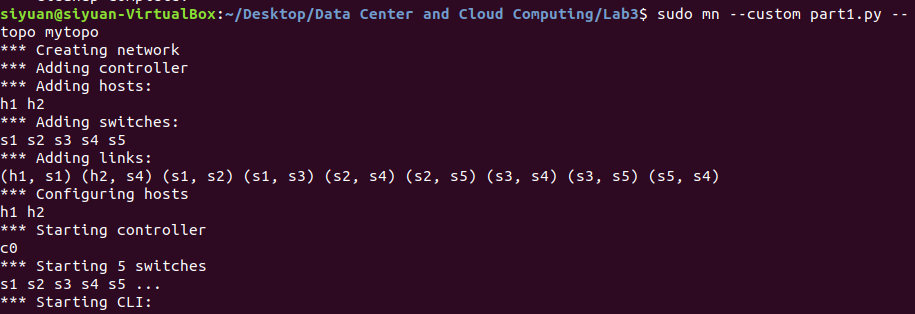 siyuan@siyuan-VirtualBox:~/Desktop/Data Center and Cloud Computing/Lab3$ sudo mn --custom part1.py --
topo mytopo
*** Creating network
*** Adding controller
*** Adding hosts:
h1 h2
*** Adding switches:
s1 s2 s3 s4 s5
*** Adding links:
(h1, s1) (h2, s4) (s1, s2) (s1, s3) (s2, s4) (s2, s5) (s3, s4) (s3, s5) (s5, s4)
*** Configuring hosts
h1 h2
*** Starting controller
c0
*** Starting 5 switches
s1 s2 s3 s4 s5 ...
*** Starting CLI: